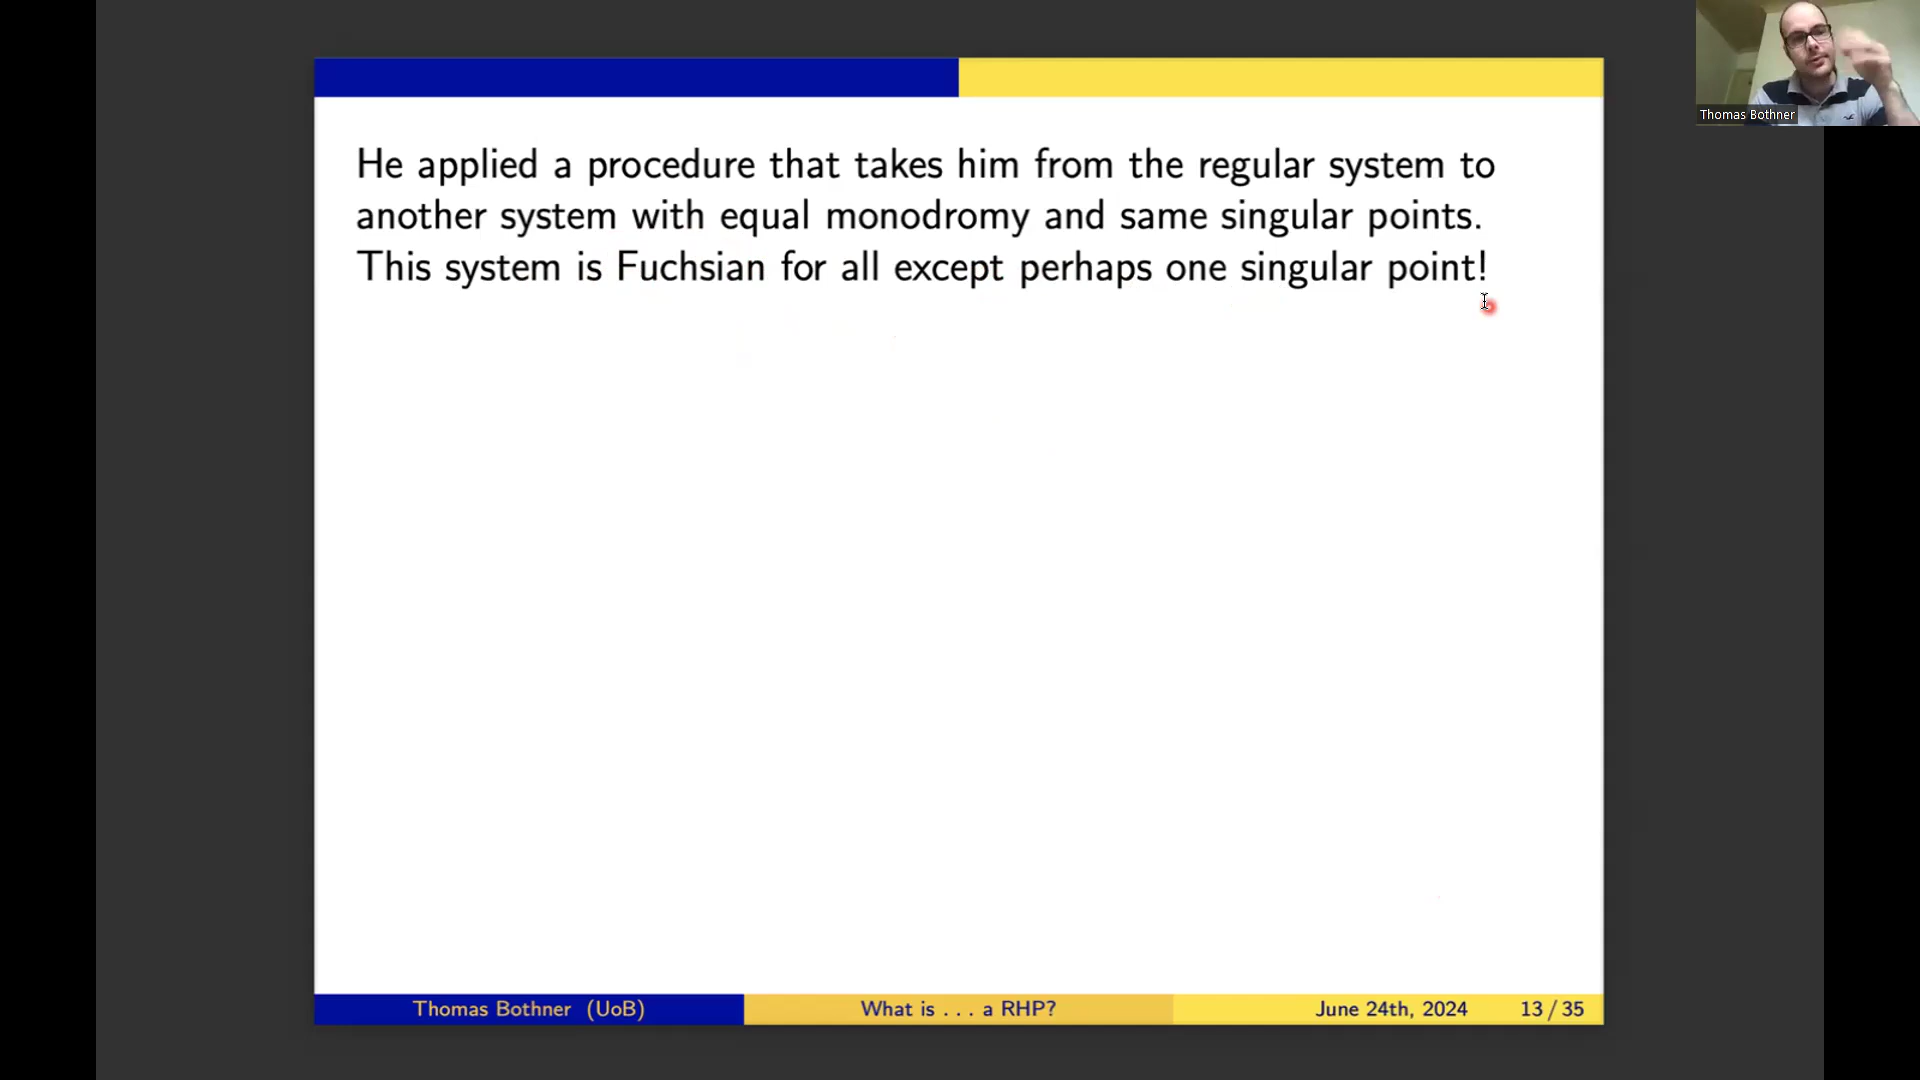 Thomas Bothner
He applied a procedure that takes him from the regular system to
another system with equal monodromy and same singular points.
This system is Fuchsian for all except perhaps one singular point!
Thomas Bothner (UoB) What is . . . a RHP? June 24th, 2024 13 / 35